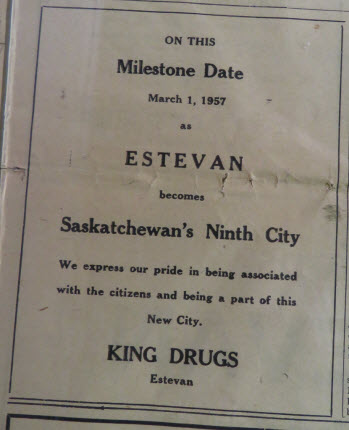 ON THIS
Milestone Date
March 1, 1957
as
ESTEVAN
becomes
Saskatchewan's Ninth City
We express our pride in being associated
with the citizens and being a part of this
New City.
KING DRUGS
Estevan